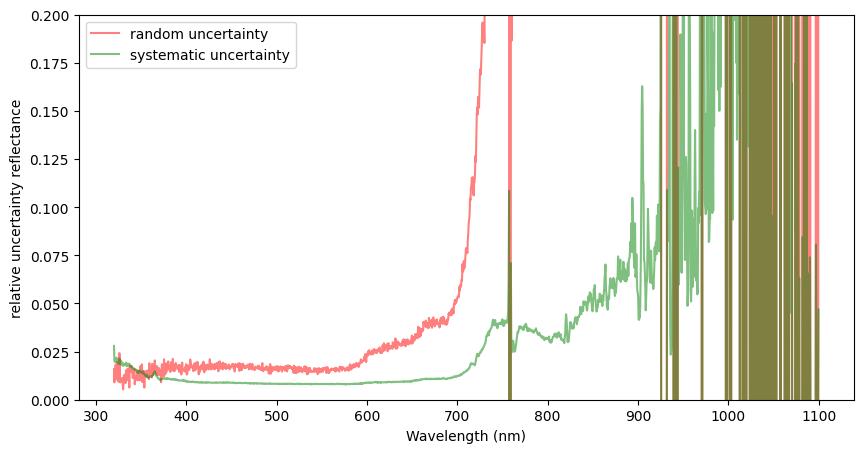 random uncertainty
systematic uncertainty
relative uncertainty reflectance
0.200
0.175
0.150
0.125
0.100
0.075
0.050
0.025
0.000
300 400 500 600 700 800 900 1000 1100
Wavelength (nm)